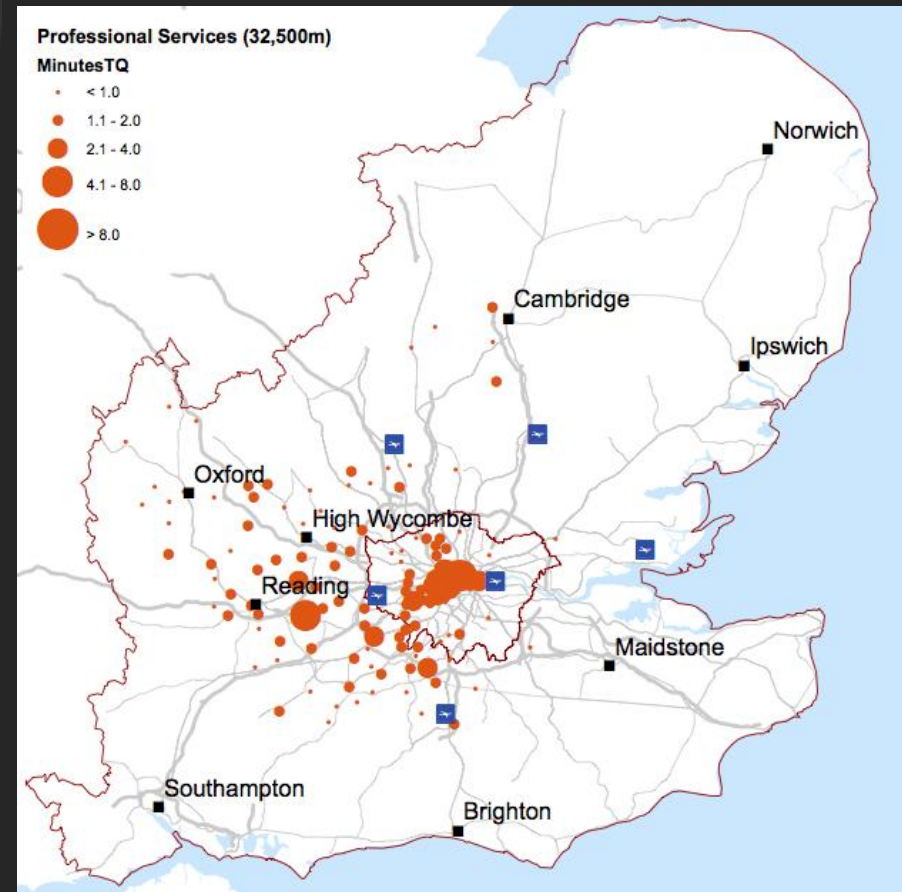 Professional Services (32,500m)
MinutesTQ
< 1.0
1.1 - 2.0
2.1 - 4.0
4.1 - 8.0
> 8.0
Norwich
Cambridge
Ipswich
Oxford
High Wycombe
Reading
Maidstone
Southampton
Brighton